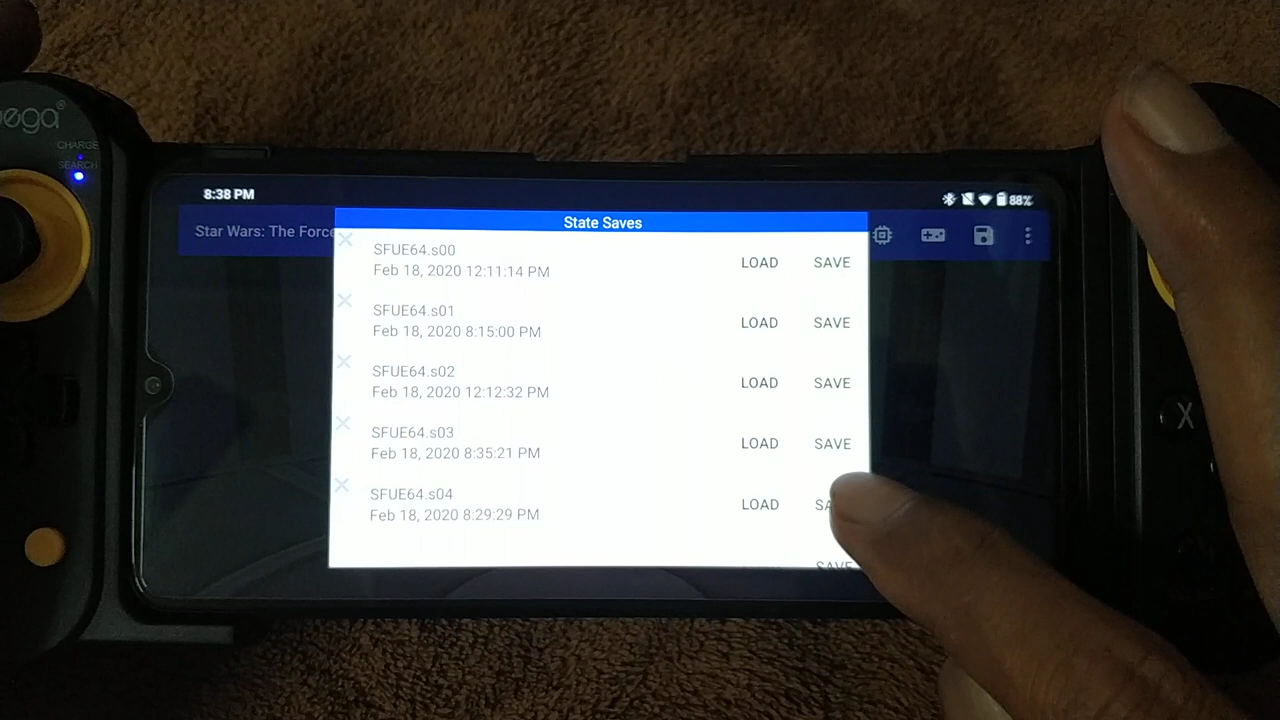 ega®
CHARGE
SEARCH
8:38 PM
88%
Star Wars: The Force
State Saves
SFUE64.s00
Feb 18, 2020 12:11:14 PM
LOAD SAVE
SFUE64.s01
Feb 18, 2020 8:15:00 PM
LOAD SAVE
SFUE64.s02
Feb 18, 2020 12:12:32 PM
LOAD SAVE
SFUE64.s03
Feb 18, 2020 8:35:21 PM
LOAD SAVE
SFUE64.s04
Feb 18, 2020 8:29:29 PM
LOAD SA
SAVE
X